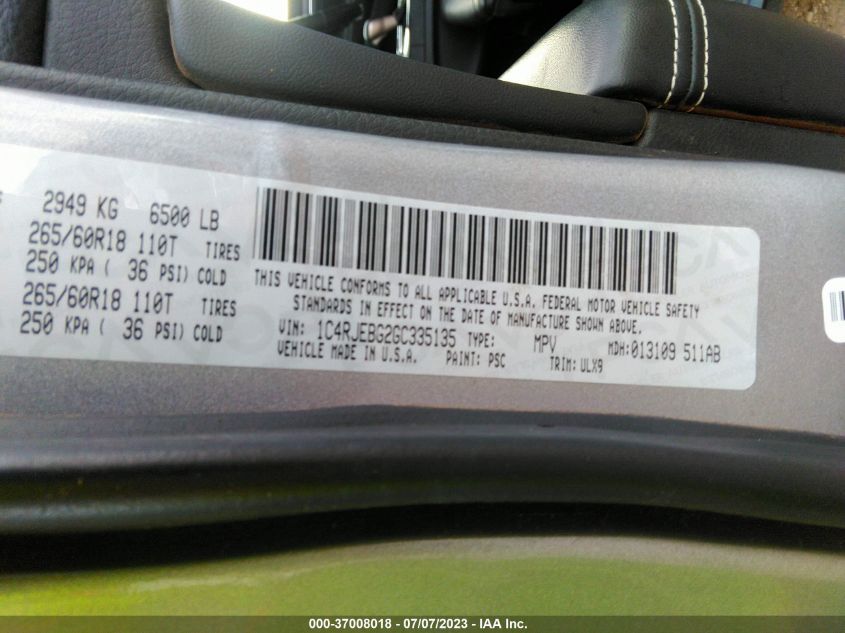 2949 KG 6500 LB
265/60R18 110T TIRES
250 KPA ( 36 PSI) COLD
265/60R18 110T TIRES
250 KPA ( 36 PSI) COLD
THIS VEHICLE CONFORMS TO ALL APPLICABLE U.S.A. FEDERAL MOTOR VEHICLE SAFETY
STANDARDS IN EFFECT ON THE DATE OF MANUFACTURE SHOWN ABOVE.
VIN: 1C4RJEBG2GC335135 TYPE: MPV MDH:013109 511AB
VEHICLE MADE IN U.S.A. PAINT: PSC TRIM: ULX9
000-37008018 - 07/07/2023 - IAA Inc.